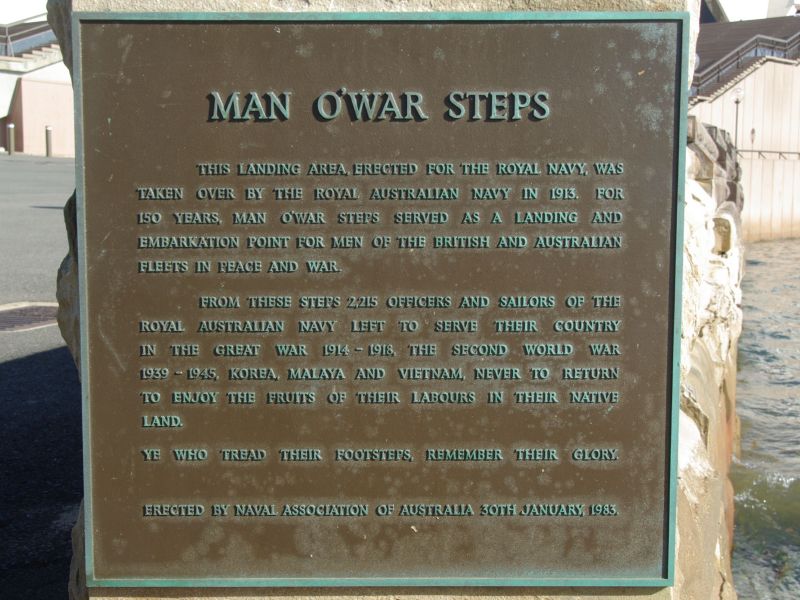 MAN O'WAR STEPS
THIS LANDING AREA, ERECTED FOR THE ROYAL NAVY, WAS
TAKEN OVER BY THE ROYAL AUSTRALIAN NAVY IN 1913. FOR
150 YEARS, MAN O'WAR STEPS SERVED AS A LANDING AND
EMBARKATION POINT FOR MEN OF THE BRITISH AND AUSTRALIAN
FLEETS IN PEACE AND WAR.
FROM THESE STEPS 2,215 OFFICERS AND SAILORS OF THE
ROYAL AUSTRALIAN NAVY LEFT TO SERVE THEIR COUNTRY
IN THE GREAT WAR 1914 - 1918, THE SECOND WORLD WAR
1939 - 1945, KOREA, MALAYA AND VIETNAM, NEVER TO RETURN
TO ENJOY THE FRUITS OF THEIR LABOURS IN THEIR NATIVE
LAND.
YE WHO TREAD THEIR FOOTSTEPS, REMEMBER THEIR GLORY.
ERECTED BY NAVAL ASSOCIATION OF AUSTRALIA 30TH JANUARY, 1983.